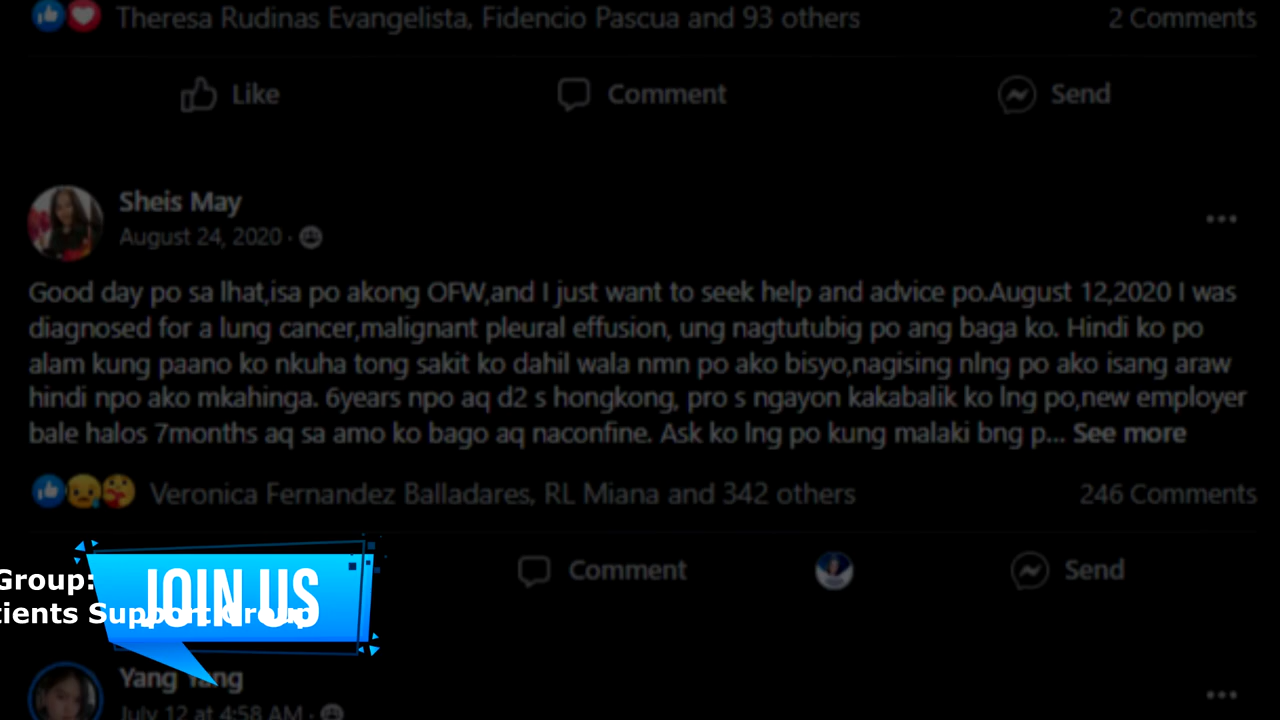 Theresa Rudinas Evangelista, Fidencio Pascua and 93 others
2 Comments
Like
Comment
Send
Sheis May
August 24, 2020 ·
Good day po sa lhat,isa po akong OFW,and I just want to seek help and advice po.August 12,2020 I was
diagnosed for a lung cancer,malignant pleural effusion, ung nagtutubig po ang baga ko. Hindi ko po
alam kung paano ko nkuha tong sakit ko dahil wala nmn po ako bisyo,nagising nlng po ako isang araw
hindi npo ako mkahinga. 6years npo aq d2 s hongkong, pro s ngayon kakabalik ko lng po,new employer
bale halos 7months aq sa amo ko bago aq naconfine. Ask ko lng po kung malaki bng p... See more
Veronica Fernandez Balladares, RL Miana and 342 others
246 Comments
Comment
Send
JOIN US
Group:
tients Support Group
Yang Yang
July 12 at 4:58 AM ·